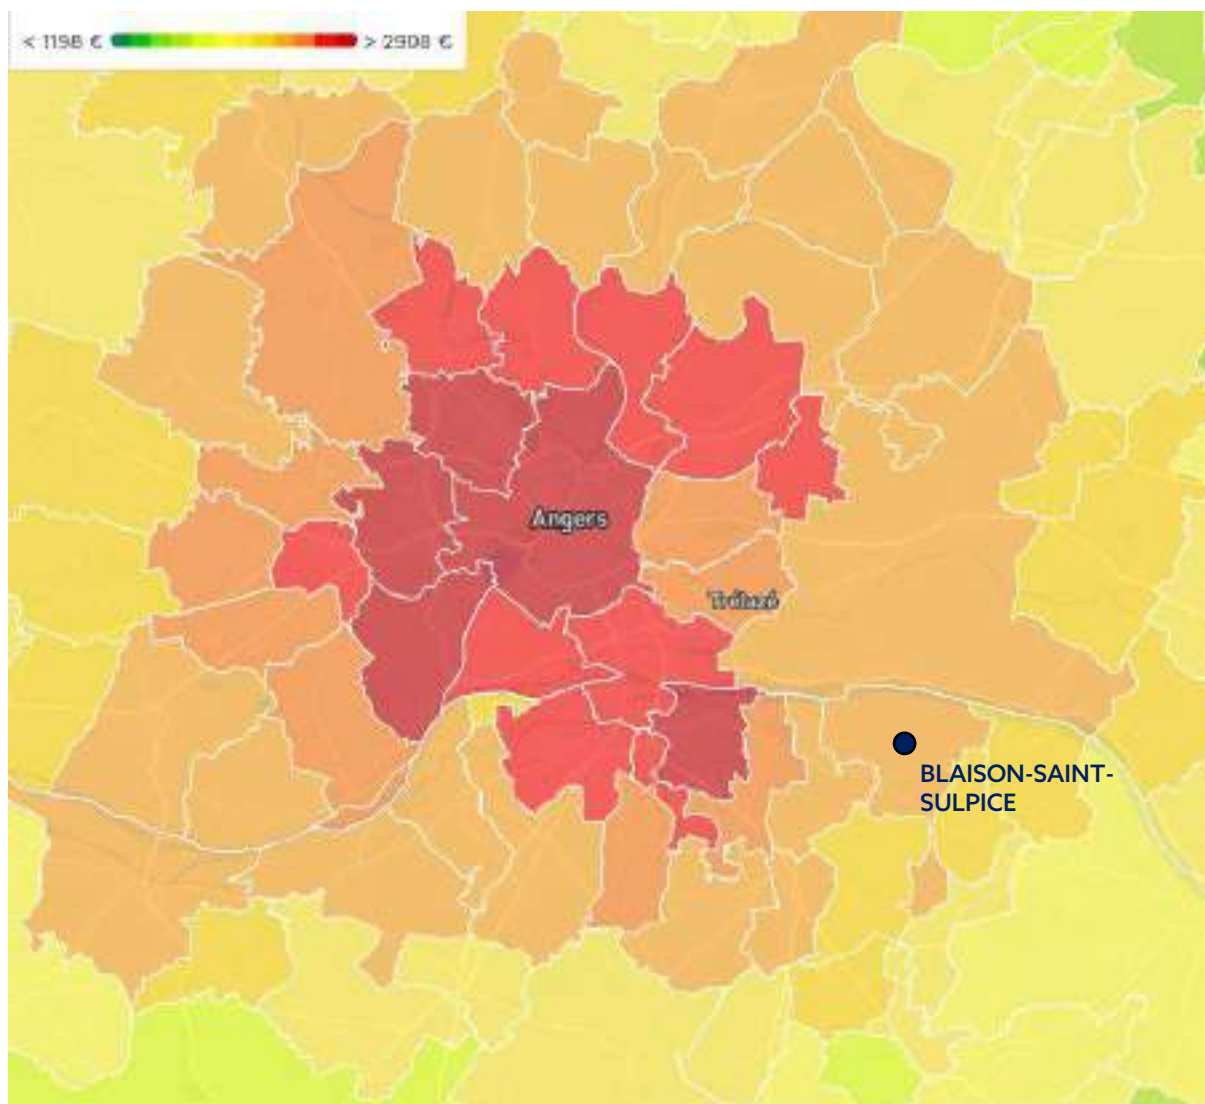 < 1198 € > 2908 €
Angers
Trélazé
BLAISON-SAINT-
SULPICE